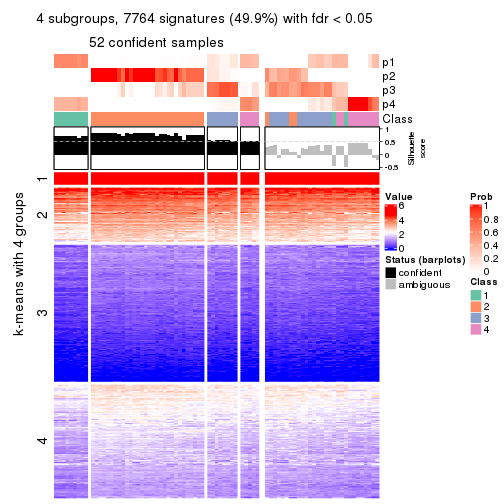 4 subgroups, 7764 signatures (49.9%) with fdr < 0.05
52 confident samples
p1
p2
p3
p4
Class
1
0.5
0
-0.5
Silhouette
score
k-means with 4 groups
1
2
3
4
Value
6
4
2
0
Status (barplots)
confident
ambiguous
Prob
1
0.8
0.6
0.4
0.2
0
Class
1
2
3
4